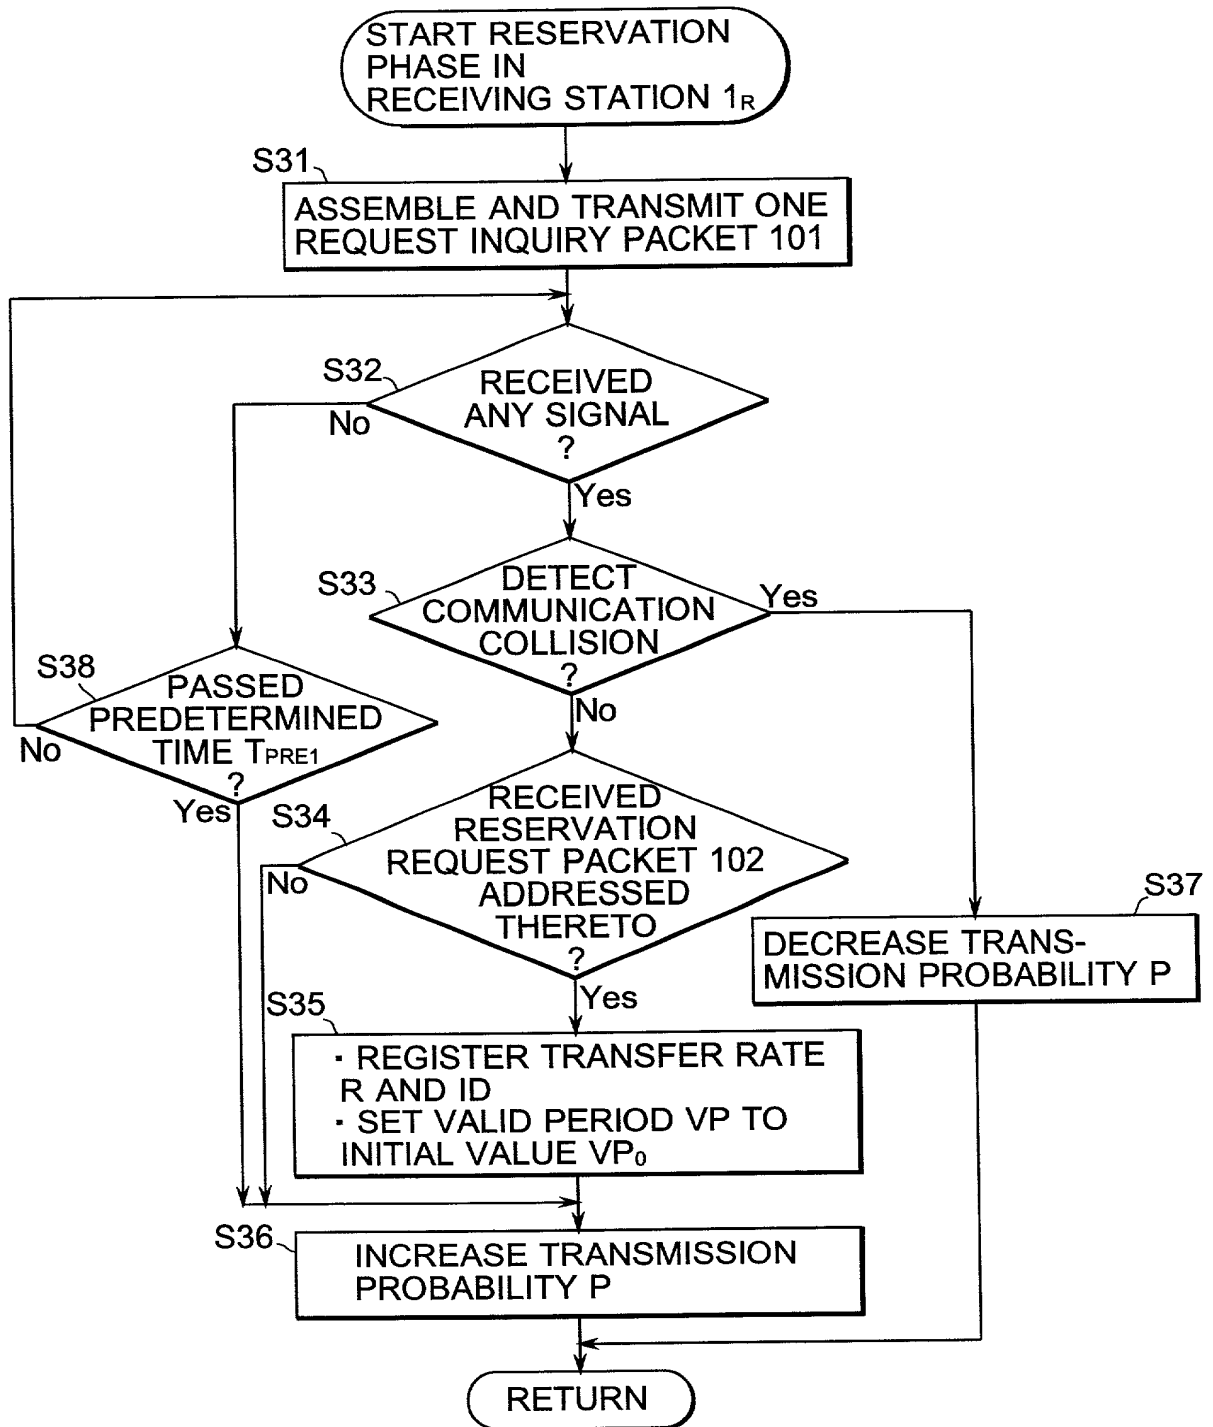 START RESERVATION
PHASE IN
RECEIVING STATION 1R
S31
ASSEMBLE AND TRANSMIT ONE
REQUEST INQUIRY PACKET 101
S32
RECEIVED
ANY SIGNAL
?
No
Yes
S33
DETECT
COMMUNICATION
COLLISION
?
Yes
No
S38
PASSED
PREDETERMINED
TIME TPRE1
?
No
Yes
S34
RECEIVED
RESERVATION
REQUEST PACKET 102
ADDRESSED
THERETO
?
No
Yes
S37
DECREASE TRANS-
MISSION PROBABILITY P
S35
· REGISTER TRANSFER RATE
R AND ID
· SET VALID PERIOD VP TO
INITIAL VALUE VP0
S36
INCREASE TRANSMISSION
PROBABILITY P
RETURN